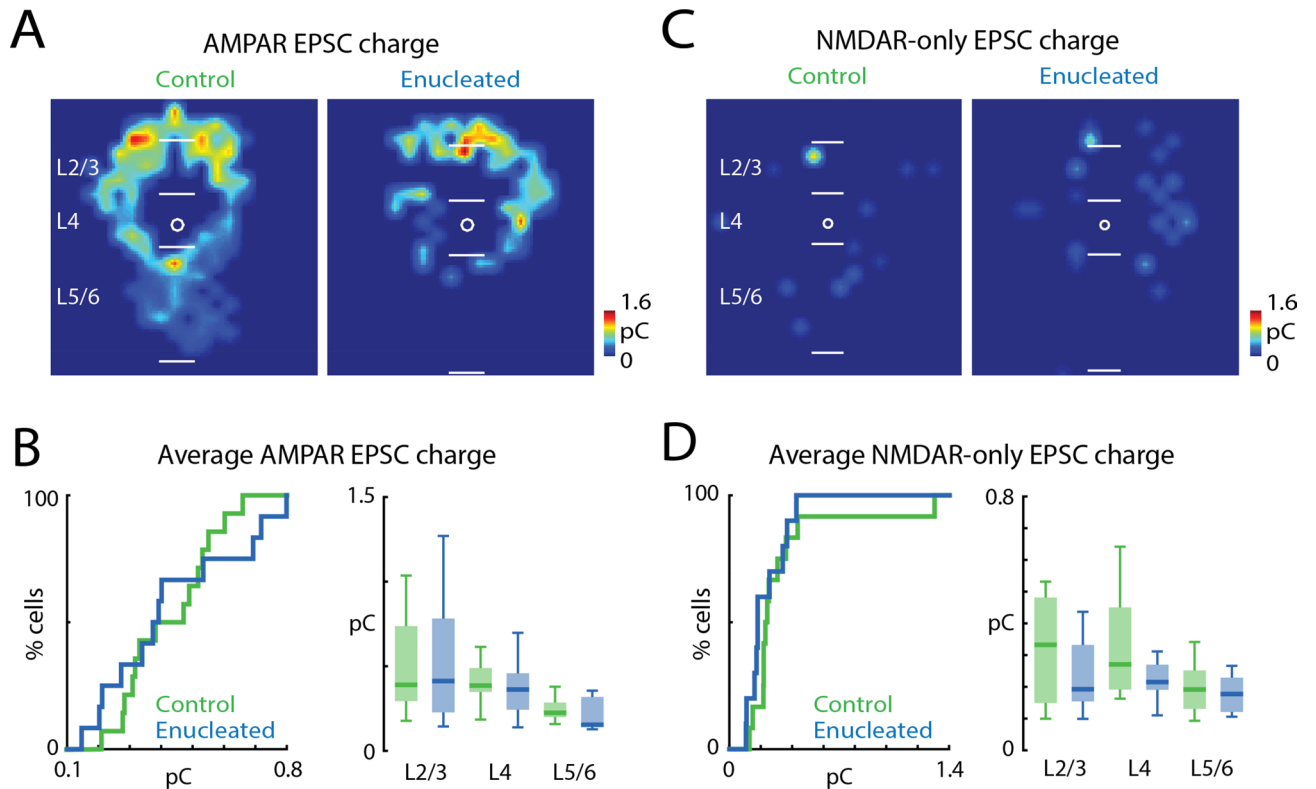 A
AMPAR EPSC charge
Control
Enucleated
L2/3
L4
L5/6
1.6
pC
0
C
NMDAR-only EPSC charge
Control
Enucleated
L2/3
L4
L5/6
1.6
pC
0
B
Average AMPAR EPSC charge
100
% cells
0
Control
Enucleated
0.1
pC
0.8
1.5
pC
0
L2/3
L4
L5/6
D
Average NMDAR-only EPSC charge
100
% cells
0
Control
Enucleated
0
pC
1.4
0.8
pC
0
L2/3
L4
L5/6